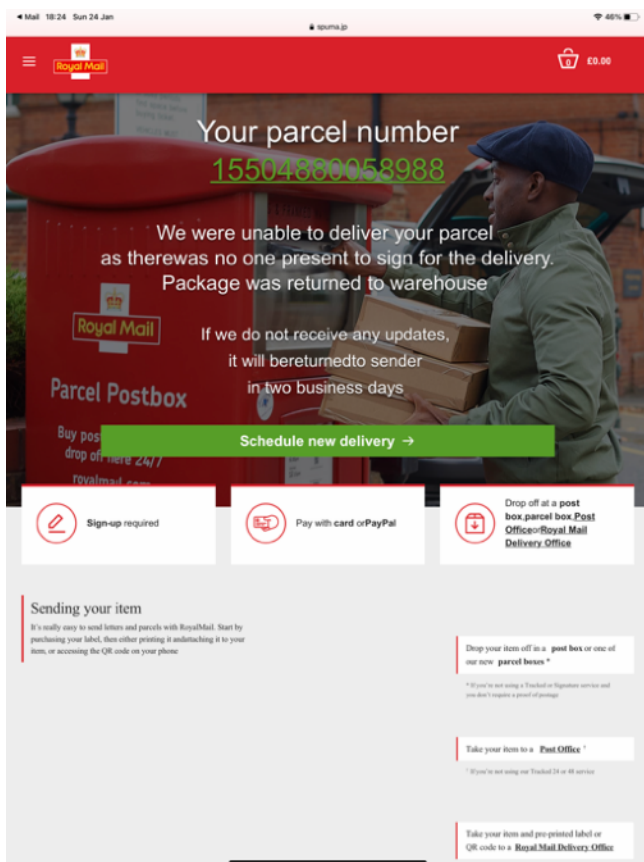 Mail 18:24 Sun 24 Jan
46%
spuma.jp
Royal Mail
0
£0.00
Your parcel number
15504880058988
We were unable to deliver your parcel
as therewas no one present to sign for the delivery.
Package was returned to warehouse
Royal Mail
If we do not receive any updates,
it will bereturnedto sender
in two business days
Parcel Postbox
Buy pos
drop off here 24/7
royalmail.com
Schedule new delivery →
Sign-up required
Pay with card orPayPal
Drop off at a post
box,parcel box,Post
OfficeorRoyal Mail
Delivery Office
Sending your item
It's really easy to send letters and parcels with RoyalMail. Start by
purchasing your label, then either printing it andattaching it to your
item, or accessing the QR code on your phone
Drop your item off in a post box or one of
our new parcel boxes *
* If you're not using a Tracked or Signature service and
you don't require a proof of postage
Take your item to a Post Office ¹
¹ If you're not using our Tracked 24 or 48 service
Take your item and pre-printed label or
QR code to a Royal Mail Delivery Office